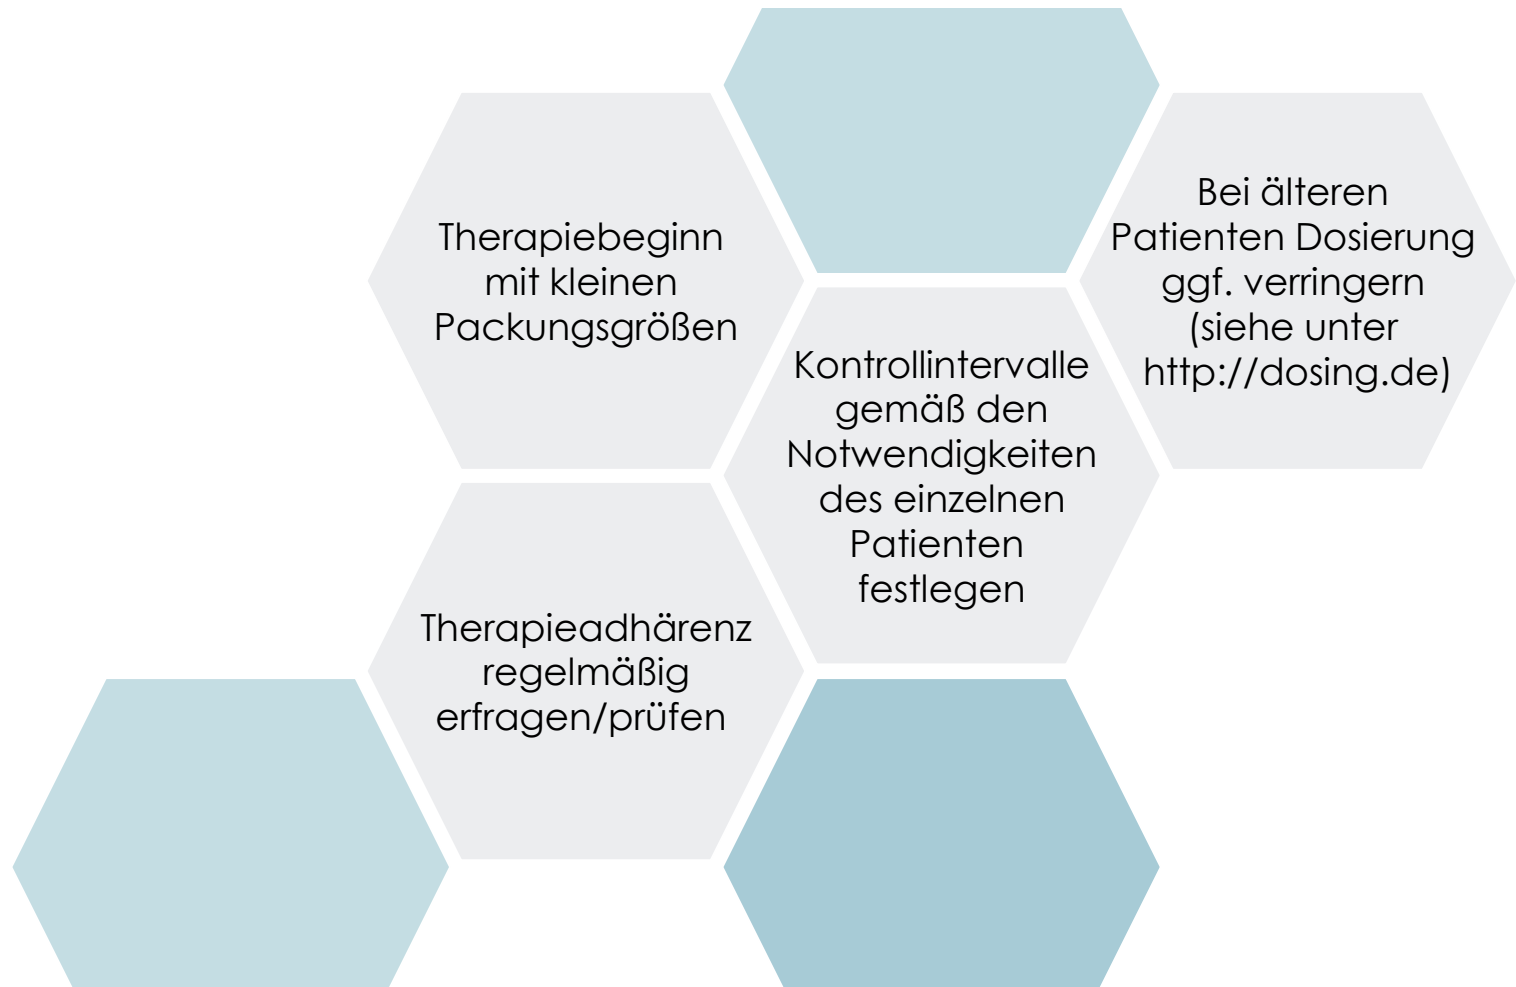 Therapiebeginn
mit kleinen
Packungsgrößen
Bei älteren
Patienten Dosierung
ggf. verringern
(siehe unter
http://dosing.de)
Kontrollintervalle
gemäß den
Notwendigkeiten
des einzelnen
Patienten
festlegen
Therapieadhärenz
regelmäßig
erfragen/prüfen